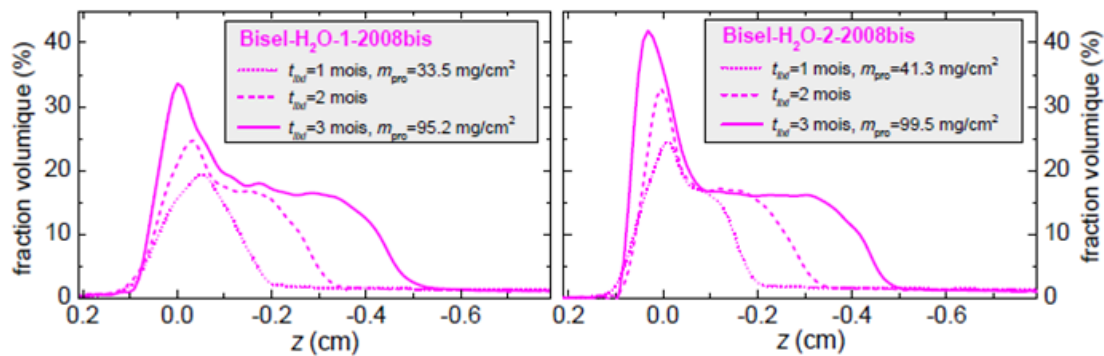 fraction volumique (%)
40
30
20
10
0
Bisel-H₂O-1-2008bis
t_lixi=1 mois, m_pro=33.5 mg/cm²
t_lixi=2 mois
t_lixi=3 mois, m_pro=95.2 mg/cm²
0.2 0.0 -0.2 -0.4 -0.6
z (cm)
Bisel-H₂O-2-2008bis
t_lixi=1 mois, m_pro=41.3 mg/cm²
t_lixi=2 mois
t_lixi=3 mois, m_pro=99.5 mg/cm²
0.2 0.0 -0.2 -0.4 -0.6
z (cm)
40
30
20
10
0
fraction volumique (%)